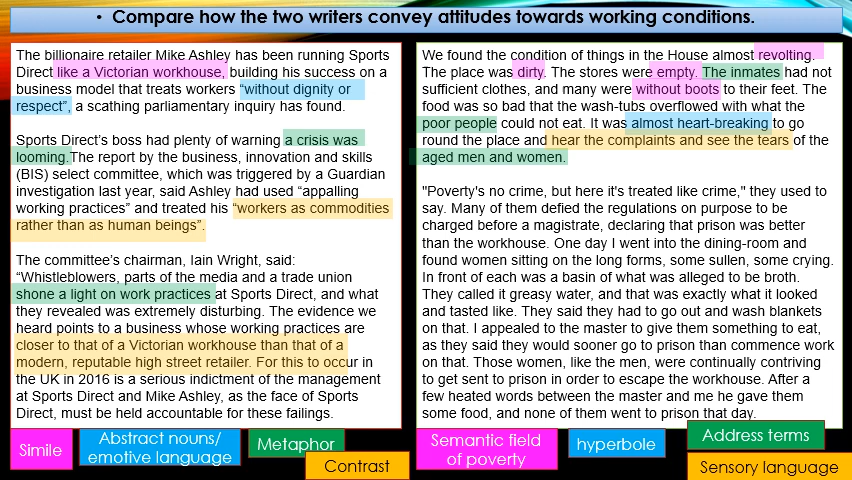 • Compare how the two writers convey attitudes towards working conditions.
The billionaire retailer Mike Ashley has been running Sports
Direct like a Victorian workhouse, building his success on a
business model that treats workers “without dignity or
respect”, a scathing parliamentary inquiry has found.
Sports Direct’s boss had plenty of warning a crisis was
looming.The report by the business, innovation and skills
(BIS) select committee, which was triggered by a Guardian
investigation last year, said Ashley had used “appalling
working practices” and treated his “workers as commodities
rather than as human beings”.
The committee’s chairman, Iain Wright, said:
“Whistleblowers, parts of the media and a trade union
shone a light on work practices at Sports Direct, and what
they revealed was extremely disturbing. The evidence we
heard points to a business whose working practices are
closer to that of a Victorian workhouse than that of a
modern, reputable high street retailer. For this to occur in
the UK in 2016 is a serious indictment of the management
at Sports Direct and Mike Ashley, as the face of Sports
Direct, must be held accountable for these failings.
Simile
Abstract nouns/
emotive language
Metaphor
Contrast
We found the condition of things in the House almost revolting.
The place was dirty. The stores were empty. The inmates had not
sufficient clothes, and many were without boots to their feet. The
food was so bad that the wash-tubs overflowed with what the
poor people could not eat. It was almost heart-breaking to go
round the place and hear the complaints and see the tears of the
aged men and women.
"Poverty's no crime, but here it's treated like crime," they used to
say. Many of them defied the regulations on purpose to be
charged before a magistrate, declaring that prison was better
than the workhouse. One day I went into the dining-room and
found women sitting on the long forms, some sullen, some crying.
In front of each was a basin of what was alleged to be broth.
They called it greasy water, and that was exactly what it looked
and tasted like. They said they had to go out and wash blankets
on that. I appealed to the master to give them something to eat,
as they said they would sooner go to prison than commence work
on that. Those women, like the men, were continually contriving
to get sent to prison in order to escape the workhouse. After a
few heated words between the master and me he gave them
some food, and none of them went to prison that day.
Semantic field
of poverty
hyperbole
Address terms
Sensory language